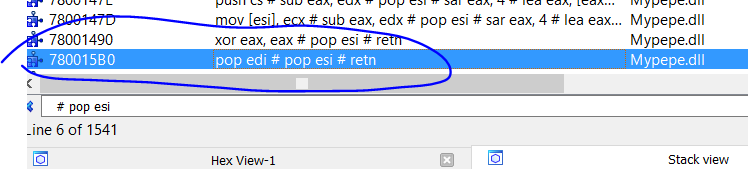 push cs # sub eax, edx # pop esi # sar eax, 4 # lea eax, [eax... Mypepe.dll
7800147D mov [esi], ecx # sub eax, edx # pop esi # sar eax, 4 # lea eax... Mypepe.dll
78001490 xor eax, eax # pop esi # retn Mypepe.dll
780015B0 pop edi # pop esi # retn Mypepe.dll
# pop esi
Line 6 of 1541
Hex View-1 Stack view